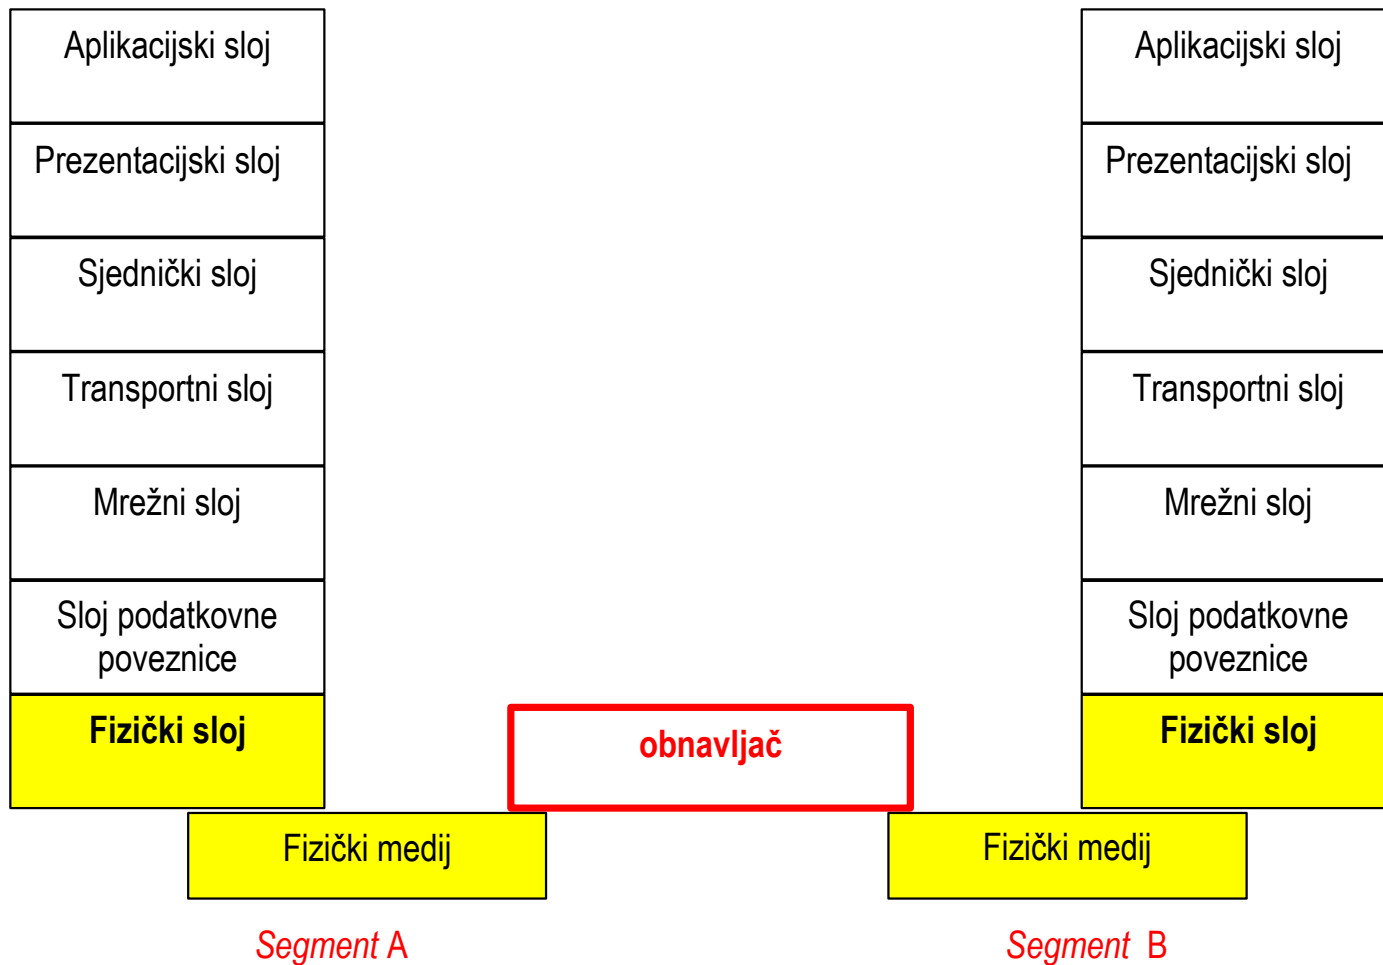 Aplikacijski sloj
Prezentacijski sloj
Sjednički sloj
Transportni sloj
Mrežni sloj
Sloj podatkovne
poveznice
Fizički sloj
Fizički medij
Segment A
obnavljač
Aplikacijski sloj
Prezentacijski sloj
Sjednički sloj
Transportni sloj
Mrežni sloj
Sloj podatkovne
poveznice
Fizički sloj
Fizički medij
Segment B